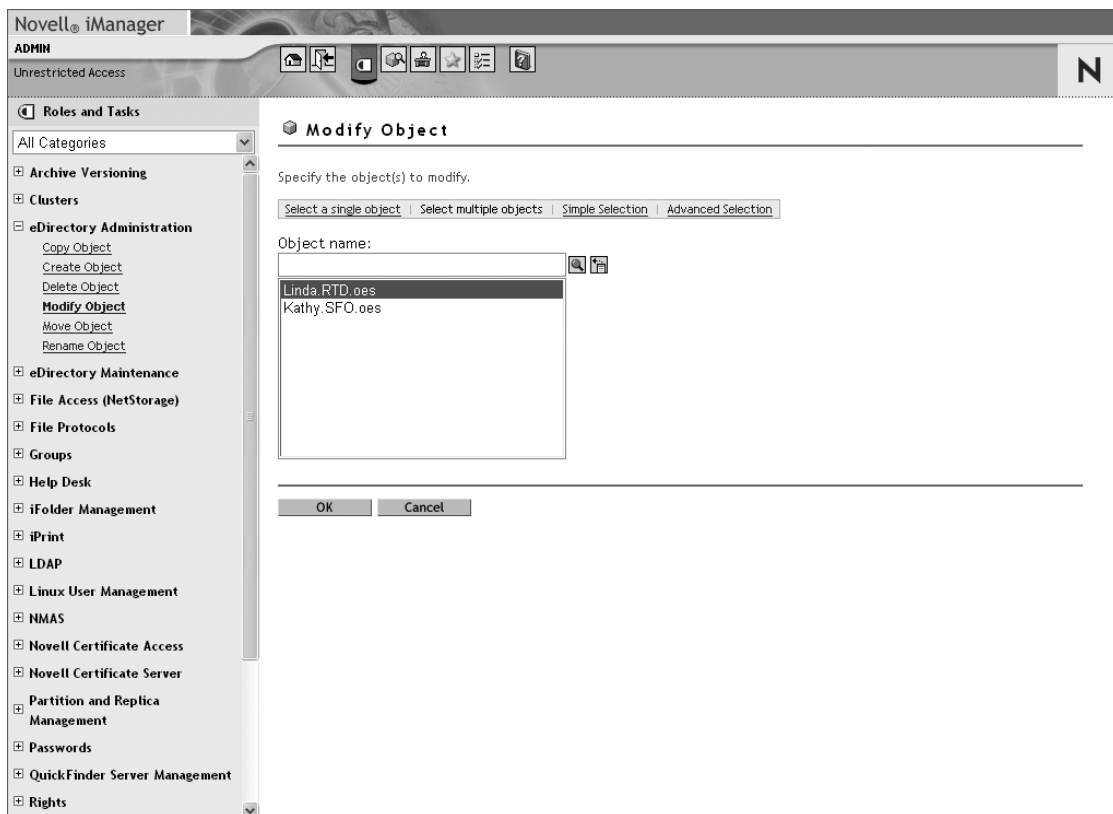 Novell® iManager
ADMIN
Unrestricted Access
N
Roles and Tasks
All Categories
Archive Versioning
Clusters
eDirectory Administration
Copy Object
Create Object
Delete Object
Modify Object
Move Object
Rename Object
eDirectory Maintenance
File Access (NetStorage)
File Protocols
Groups
Help Desk
iFolder Management
iPrint
LDAP
Linux User Management
NMAS
Novell Certificate Access
Novell Certificate Server
Partition and Replica
Management
Passwords
QuickFinder Server Management
Rights
Modify Object
Specify the object(s) to modify.
Select a single object | Select multiple objects | Simple Selection | Advanced Selection
Object name:
Linda.RTD.oes
Kathy.SFO.oes
OK Cancel